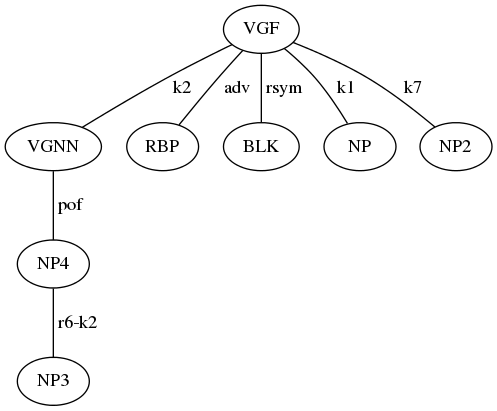 VGF
k2 adv rsym k1 k7
VGNN RBP BLK NP NP2
pof
NP4
r6-k2
NP3